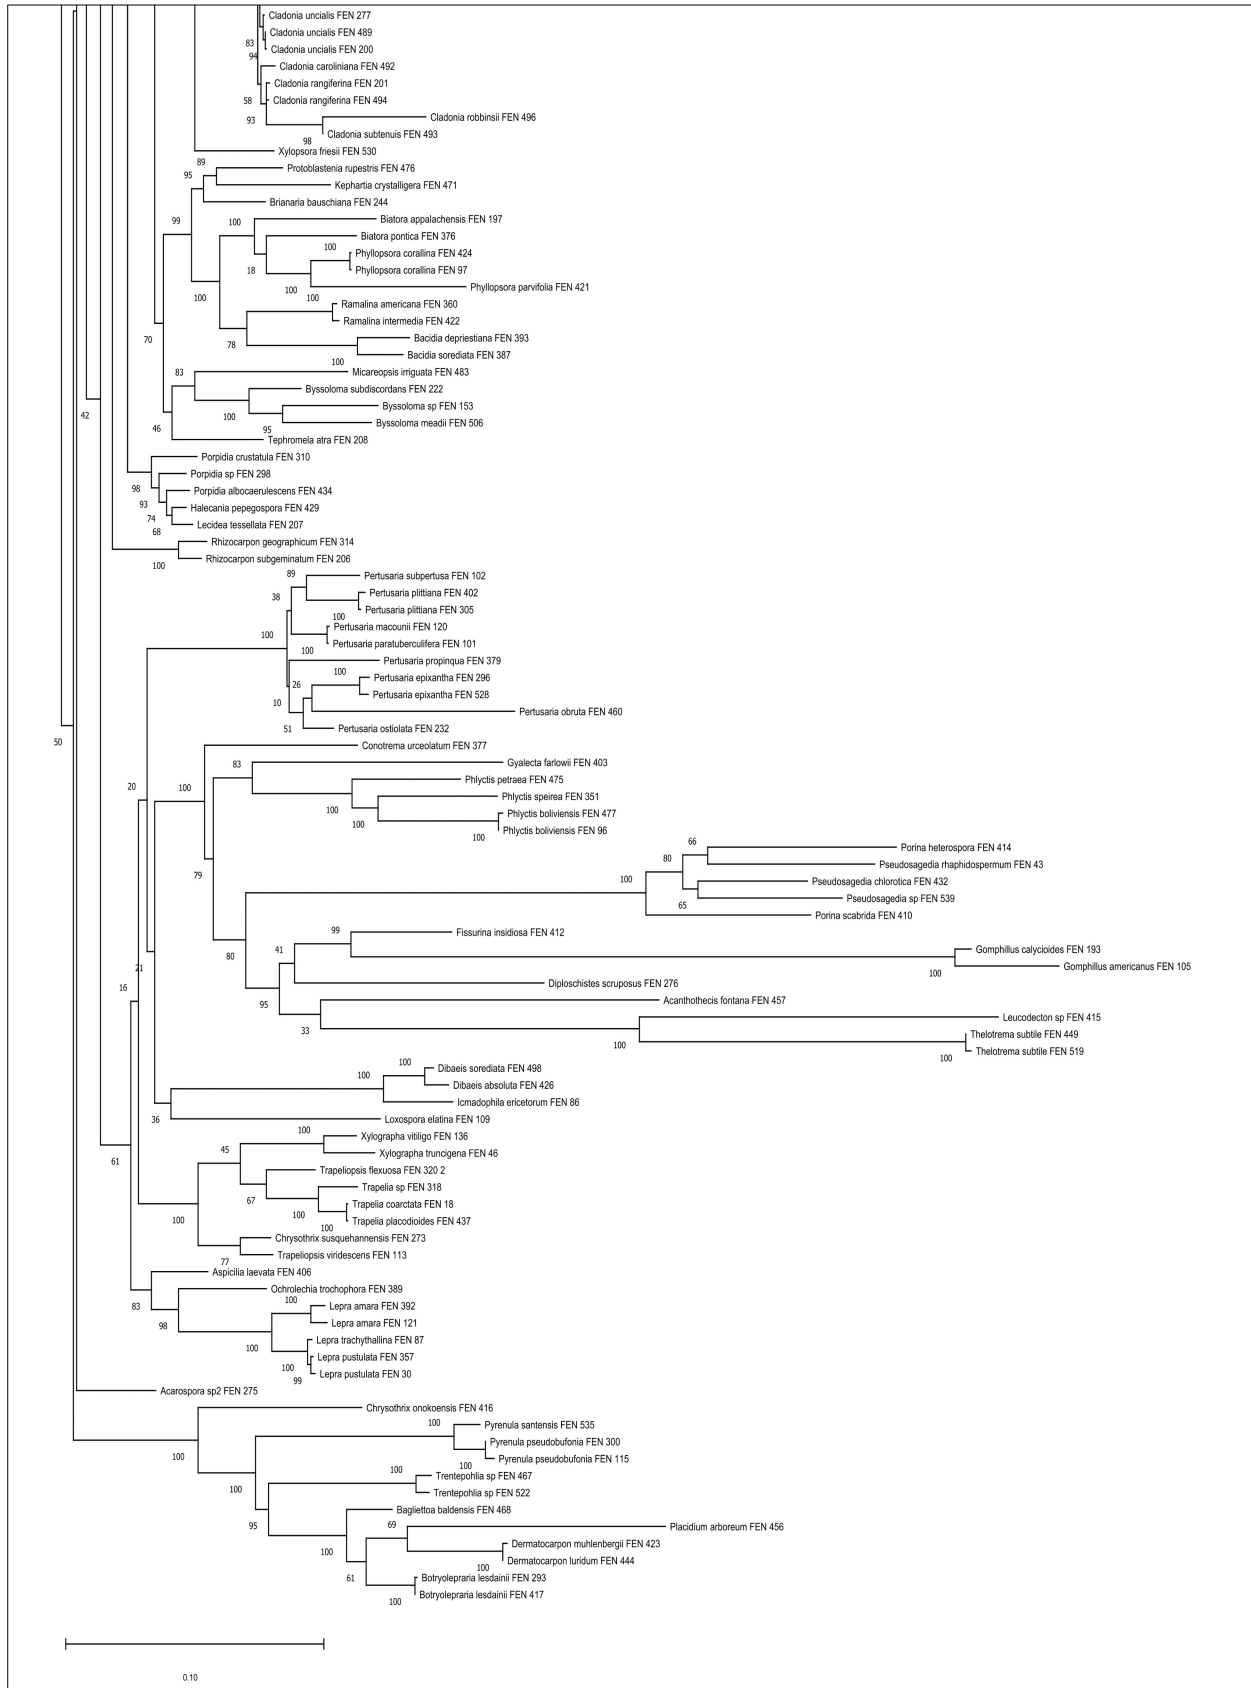 Cladonia uncialis FEN 277
Cladonia uncialis FEN 489
83
Cladonia uncialis FEN 200
94
Cladonia caroliniana FEN 492
Cladonia rangiferina FEN 201
58
Cladonia rangiferina FEN 494
93
Cladonia robbinsii FEN 496
98
Cladonia subtenuis FEN 493
Xylopsora friesii FEN 530
89
Protoblastenia rupestris FEN 476
95
Kephartia crystalligera FEN 471
Brianaria bauschiana FEN 244
99
100
Biatora appalachensis FEN 197
Biatora pontica FEN 376
100
Phyllopsora corallina FEN 424
18
Phyllopsora corallina FEN 97
100
Phyllopsora parvifolia FEN 421
100
100
Ramalina americana FEN 360
Ramalina intermedia FEN 422
70
78
Bacidia depriestiana FEN 393
Bacidia sorediata FEN 387
100
83
Micareopsis irriguata FEN 483
Byssoloma subdiscordans FEN 222
42
100
Byssoloma sp FEN 153
46
95
Byssoloma meadii FEN 506
Tephromela atra FEN 208
Porpidia crustatula FEN 310
Porpidia sp FEN 298
98
Porpidia albocaerulescens FEN 434
93
Halecania pepegospora FEN 429
74
Lecidea tessellata FEN 207
68
Rhizocarpon geographicum FEN 314
Rhizocarpon subgeminatum FEN 206
100
89
Pertusaria subpertusa FEN 102
38
Pertusaria plittiana FEN 402
Pertusaria plittiana FEN 305
100
100
Pertusaria macounii FEN 120
Pertusaria paratuberculifera FEN 101
100
Pertusaria propinqua FEN 379
100
Pertusaria epixantha FEN 296
26
Pertusaria epixantha FEN 528
10
Pertusaria obruta FEN 460
51
Pertusaria ostiolata FEN 232
50
Conotrema urceolatum FEN 377
83
Gyalecta farlowii FEN 403
20
100
Phlyctis petraea FEN 475
Phlyctis speirea FEN 351
100
Phlyctis boliviensis FEN 477
100
Phlyctis boliviensis FEN 96
100
66
Porina heterospora FEN 414
80
Pseudosagedia rhaphidospermum FEN 43
79
100
Pseudosagedia chlorotica FEN 432
Pseudosagedia sp FEN 539
65
Porina scabrida FEN 410
99
Fissurina insidiosa FEN 412
80
41
Gomphillus calycioides FEN 193
21
100
Gomphillus americanus FEN 105
16
Diploschistes scruposus FEN 276
95
Acanthothecis fontana FEN 457
33
Leucodecton sp FEN 415
100
Thelotrema subtile FEN 449
100
Thelotrema subtile FEN 519
100
Dibaeis sorediata FEN 498
100
Dibaeis absoluta FEN 426
Icmadophila ericetorum FEN 86
36
Loxospora elatina FEN 109
100
Xylographa vitiligo FEN 136
45
Xylographa truncigena FEN 46
61
Trapeliopsis flexuosa FEN 320 2
67
Trapelia sp FEN 318
100
Trapelia coarctata FEN 18
100
100
Trapelia placodioides FEN 437
Chrysothrix susquehannensis FEN 273
77
Trapeliopsis viridescens FEN 113
Aspicilia laevata FEN 406
83
Ochrolechia trochophora FEN 389
98
100
Lepra amara FEN 392
Lepra amara FEN 121
100
Lepra trachythallina FEN 87
100
Lepra pustulata FEN 357
99
Lepra pustulata FEN 30
Acarospora sp2 FEN 275
Chrysothrix onokoensis FEN 416
100
Pyrenula santensis FEN 535
Pyrenula pseudobufonia FEN 300
100
100
Pyrenula pseudobufonia FEN 115
100
100
Trentepohlia sp FEN 467
Trentepohlia sp FEN 522
Bagliettoa baldensis FEN 468
95
69
Placidium arboreum FEN 456
100
Dermatocarpon muhlenbergii FEN 423
100
Dermatocarpon luridum FEN 444
61
Botryolepraria lesdainii FEN 293
100
Botryolepraria lesdainii FEN 417
0.10